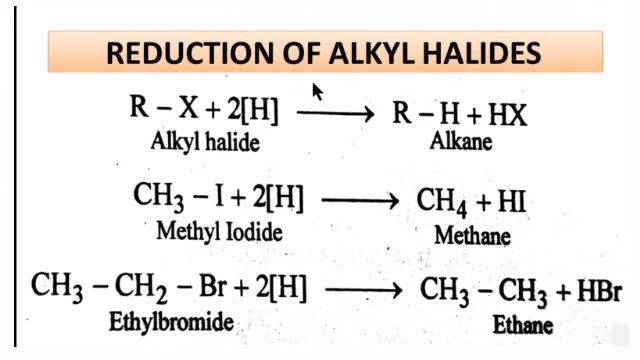 REDUCTION OF ALKYL HALIDES
R – X + 2[H] ⟶ R – H + HX
Alkyl halide Alkane
CH₃ – I + 2[H] ⟶ CH₄ + HI
Methyl Iodide Methane
CH₃ – CH₂ – Br + 2[H] ⟶ CH₃ – CH₃ + HBr
Ethylbromide Ethane